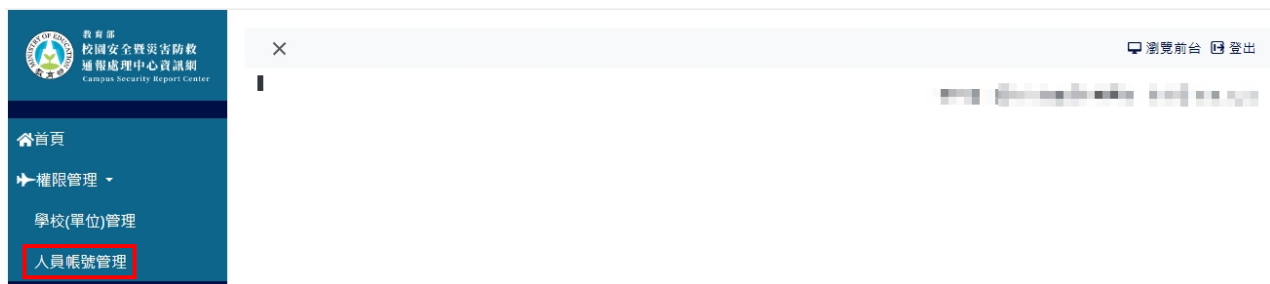 教育部
校園安全暨災害防救
通報處理中心資訊網
Campus Security Report Center
瀏覽前台 登出
首頁
權限管理
學校(單位)管理
人員帳號管理